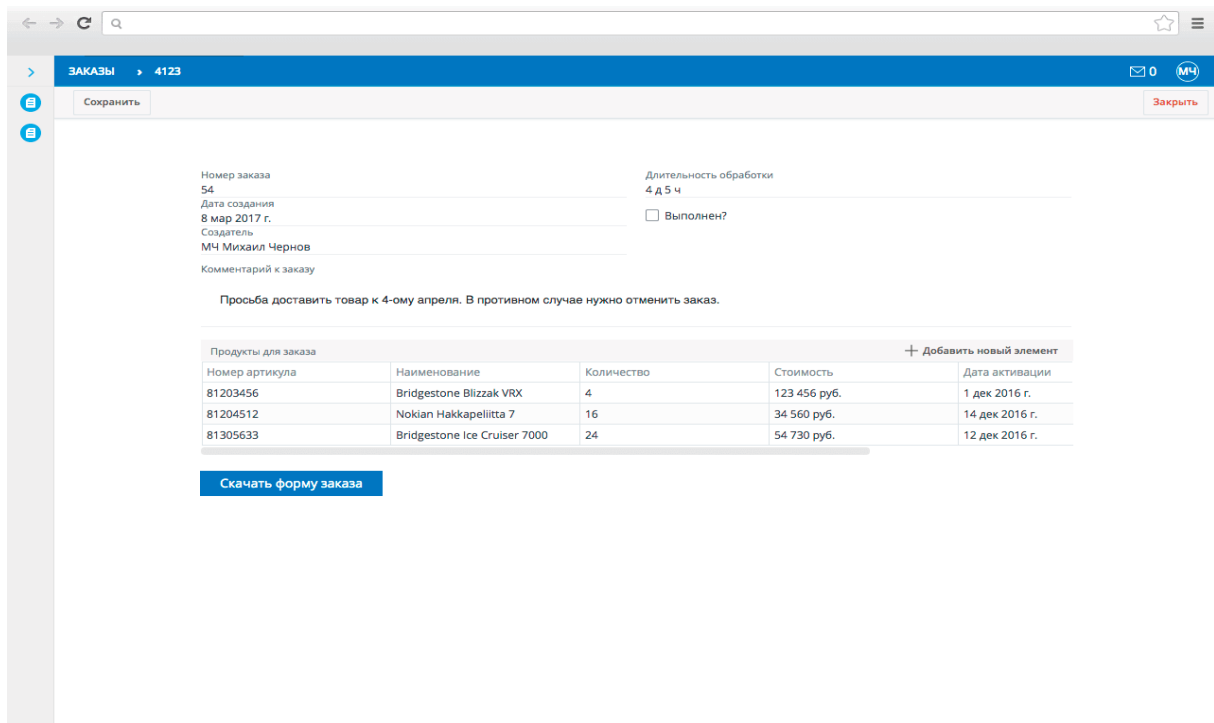 ЗАКАЗЫ › 4123 0 МЧ
Сохранить Закрыть
Номер заказа Длительность обработки
54 4 д 5 ч
Дата создания
8 мар 2017 г. Выполнен?
Создатель
МЧ Михаил Чернов
Комментарий к заказу
Просьба доставить товар к 4-ому апреля. В противном случае нужно отменить заказ.
Продукты для заказа + Добавить новый элемент
Номер артикула Наименование Количество Стоимость Дата активации
81203456 Bridgestone Blizzak VRX 4 123 456 руб. 1 дек 2016 г.
81204512 Nokian Hakkapeliitta 7 16 34 560 руб. 14 дек 2016 г.
81305633 Bridgestone Ice Cruiser 7000 24 54 730 руб. 12 дек 2016 г.
Скачать форму заказа